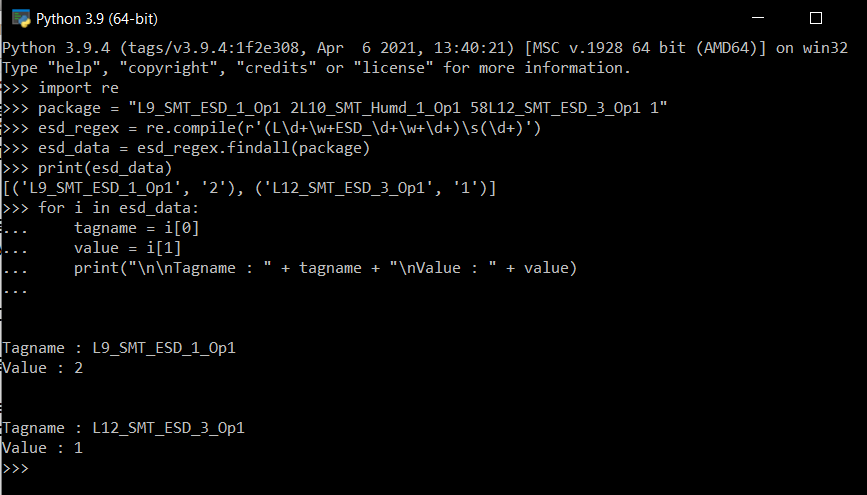 Python 3.9 (64-bit)
Python 3.9.4 (tags/v3.9.4:1f2e308, Apr  6 2021, 13:40:21) [MSC v.1928 64 bit (AMD64)] on win32
Type "help", "copyright", "credits" or "license" for more information.
>>> import re
>>> package = "L9_SMT_ESD_1_Op1 2L10_SMT_Humd_1_Op1 58L12_SMT_ESD_3_Op1 1"
>>> esd_regex = re.compile(r'(L\d+\w+ESD_\d+\w+\d+)\s(\d+)')
>>> esd_data = esd_regex.findall(package)
>>> print(esd_data)
[('L9_SMT_ESD_1_Op1', '2'), ('L12_SMT_ESD_3_Op1', '1')]
>>> for i in esd_data:
...     tagname = i[0]
...     value = i[1]
...     print("\n\nTagname : " + tagname + "\nValue : " + value)
...
Tagname : L9_SMT_ESD_1_Op1
Value : 2
Tagname : L12_SMT_ESD_3_Op1
Value : 1
>>>